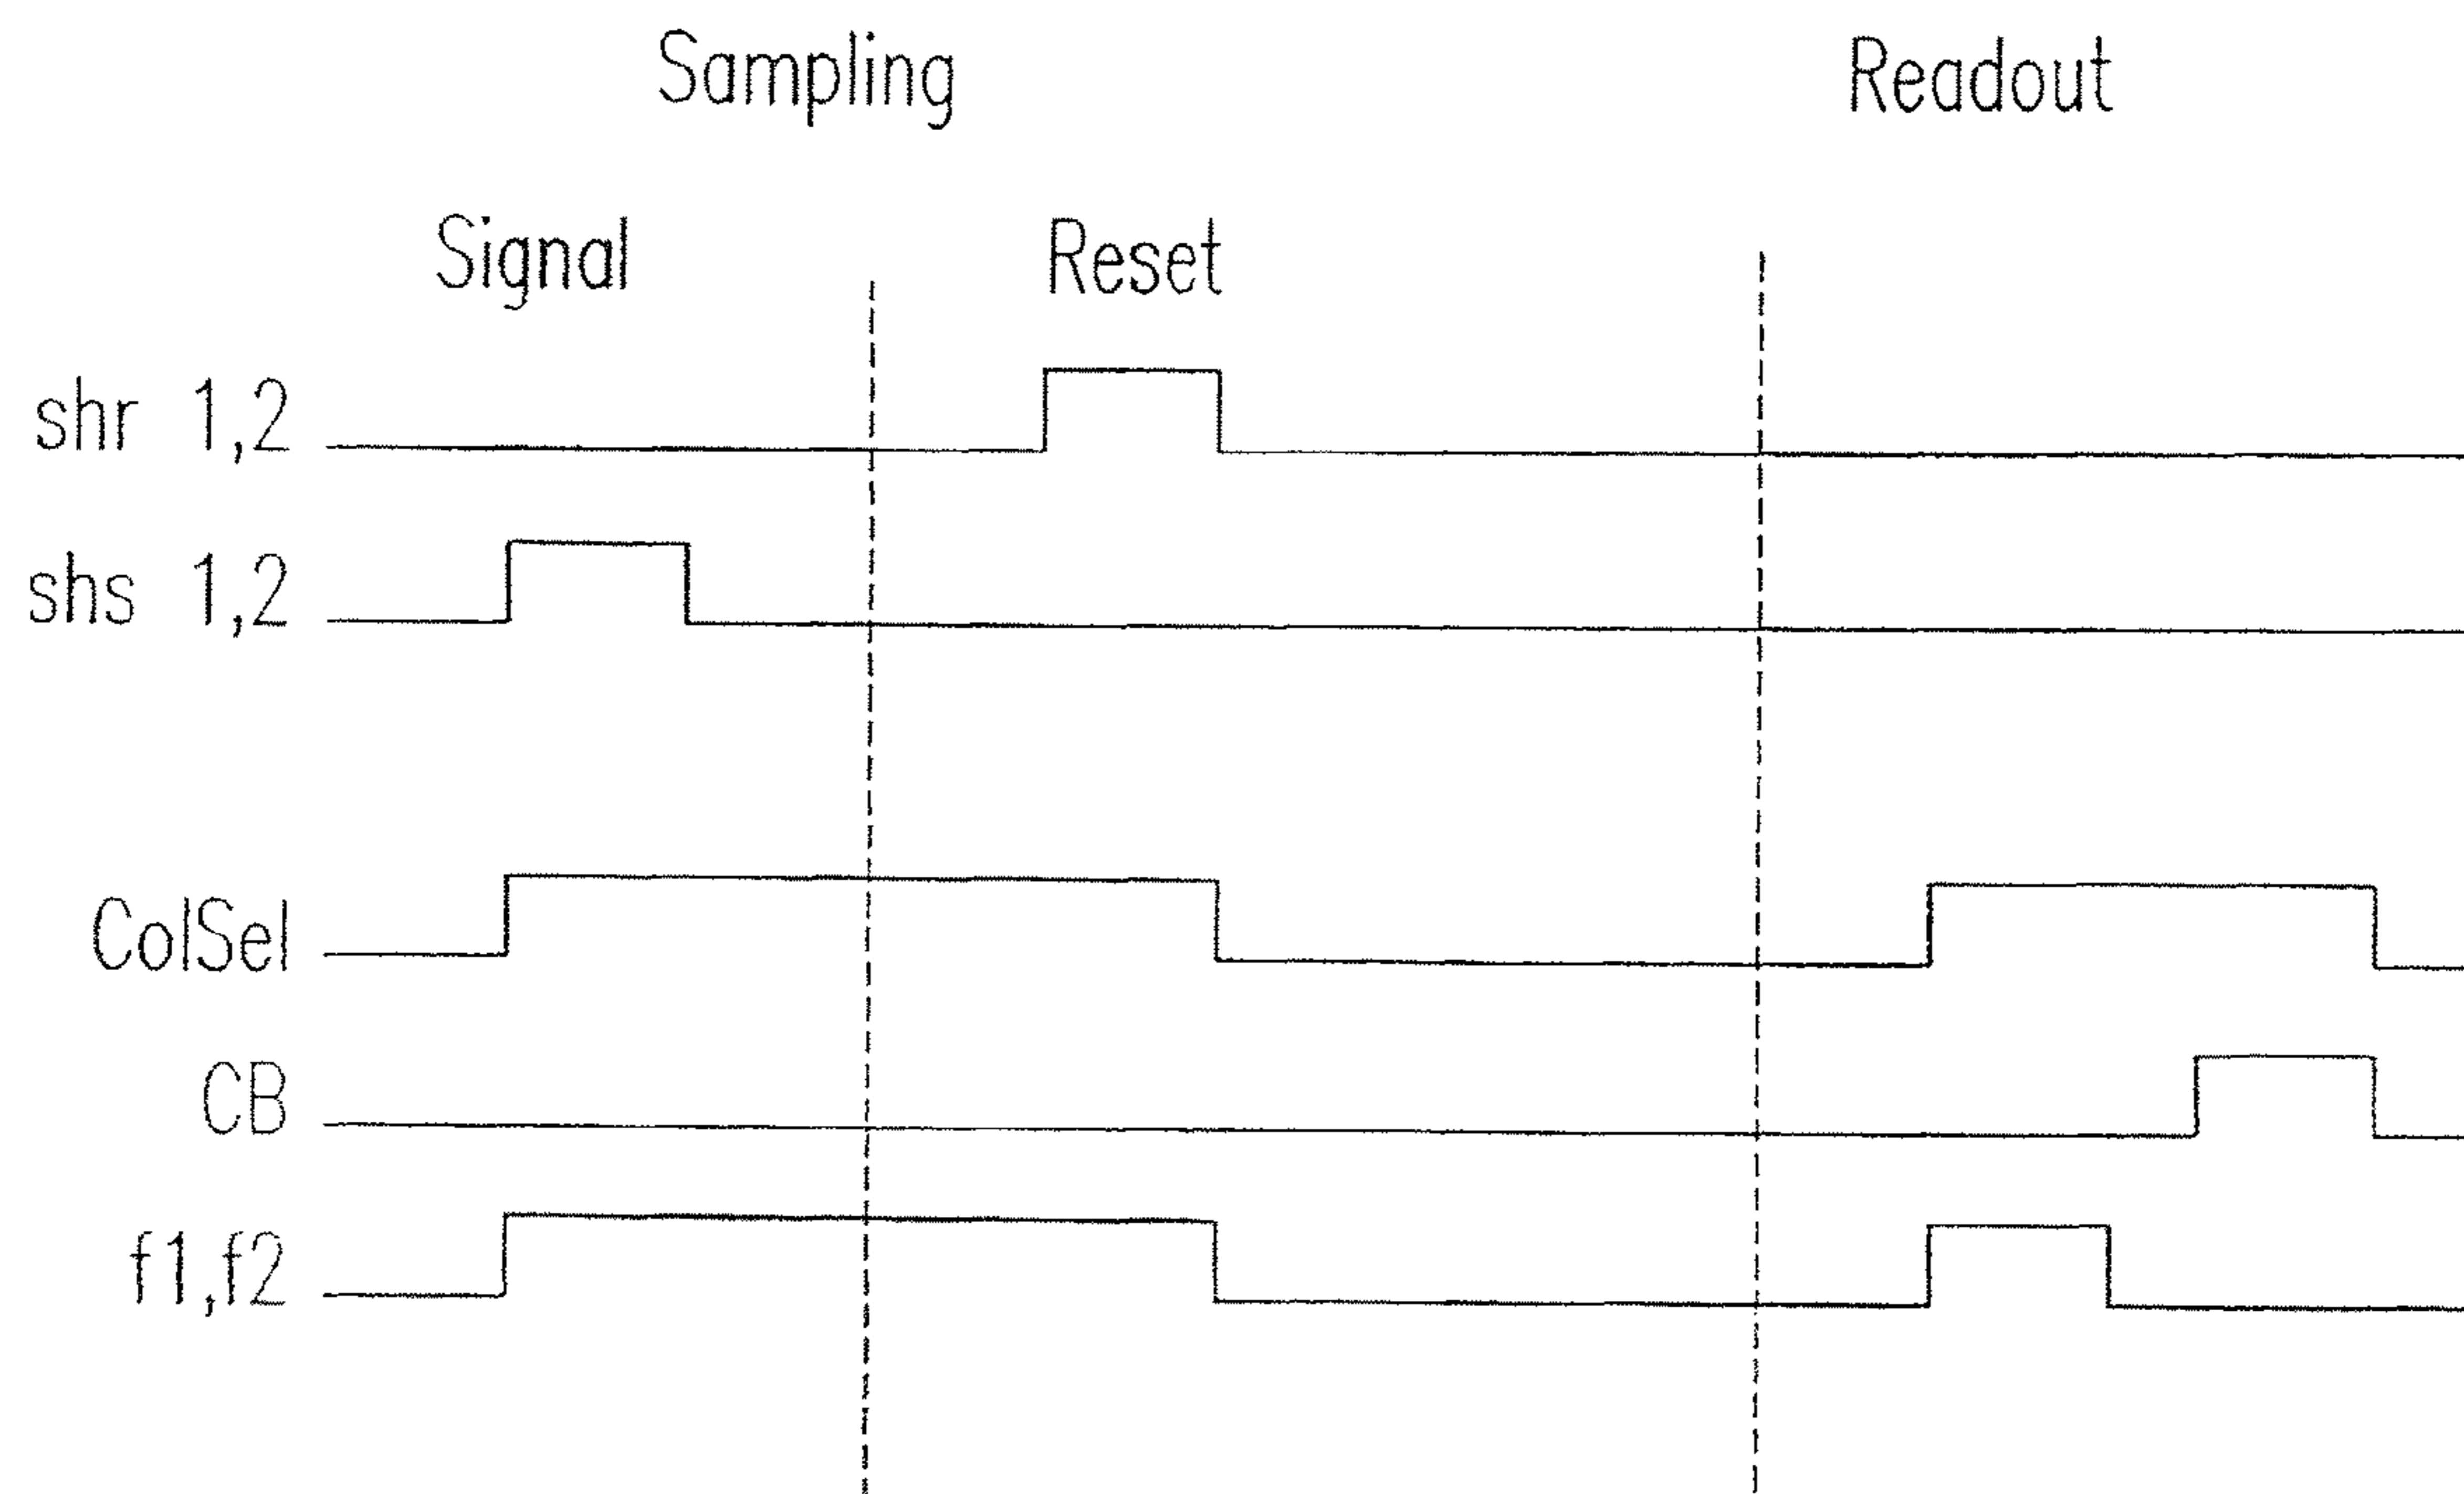 Sampling Readout
Signal Reset
shr 1,2
shs 1,2
ColSel
CB
f1,f2